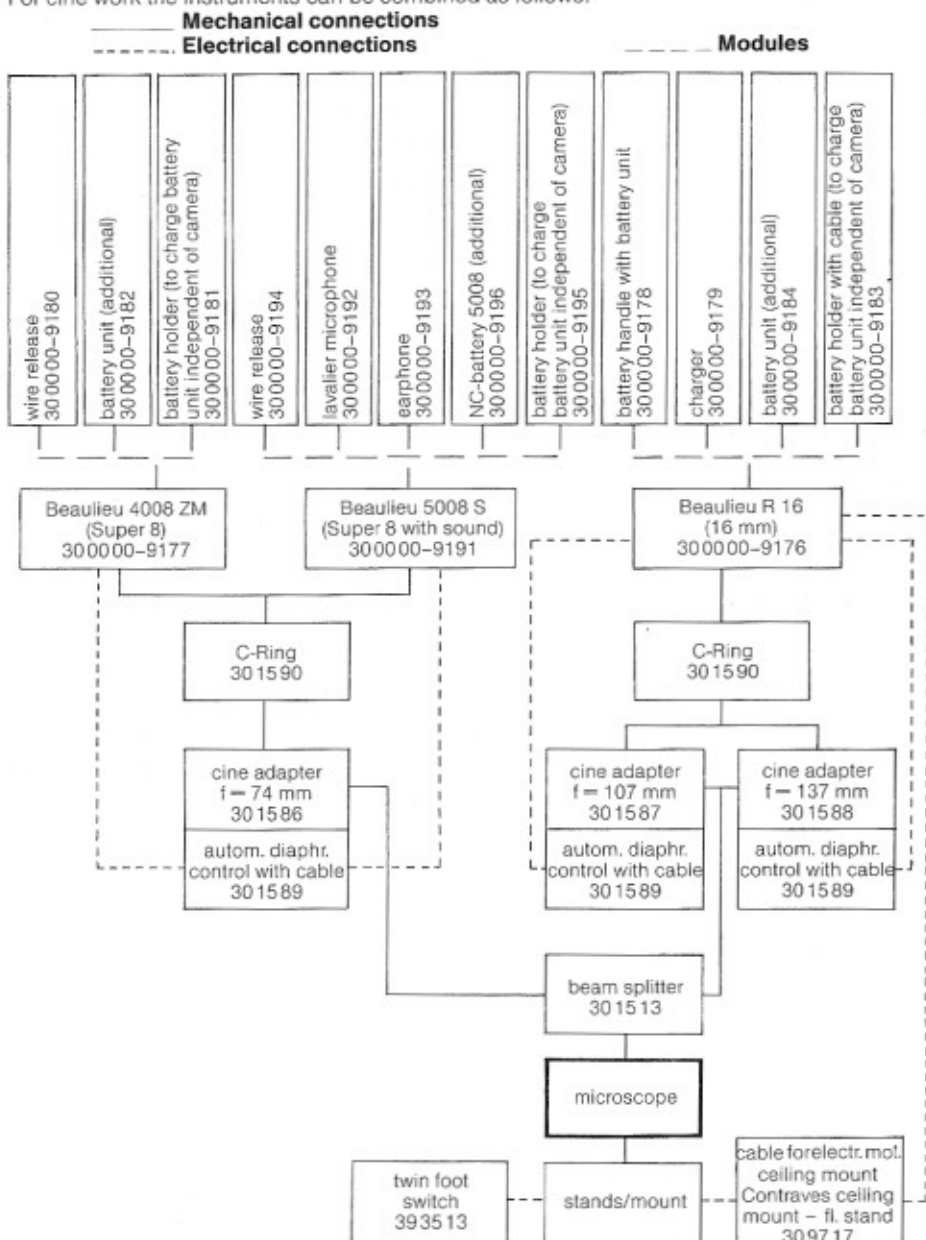 For cine work the instruments can be combined as follows:
Mechanical connections
Electrical connections
Modules
wire release
300000–9180
battery unit (additional)
300000–9182
battery holder (to charge battery
unit independent of camera)
300000–9181
wire release
300000–9194
lavalier microphone
300000–9192
earphone
300000–9193
NC-battery 5008 (additional)
300000–9196
battery holder (to charge
battery unit independent of camera)
300000–9195
battery handle with battery unit
300000–9178
charger
300000–9179
battery unit (additional)
300000–9184
battery holder with cable (to charge
battery unit independent of camera)
300000–9183
Beaulieu 4008 ZM
(Super 8)
300000–9177
Beaulieu 5008 S
(Super 8 with sound)
300000–9191
Beaulieu R 16
(16 mm)
300000–9176
C-Ring
301590
C-Ring
301590
cine adapter
f = 74 mm
301586
autom. diaphr.
control with cable
301589
cine adapter
f = 107 mm
301587
autom. diaphr.
control with cable
301589
cine adapter
f = 137 mm
301588
autom. diaphr.
control with cable
301589
beam splitter
301513
microscope
twin foot
switch
393513
stands/mount
cable forelectr. mot.
ceiling mount
Contraves ceiling
mount – fl. stand
309717